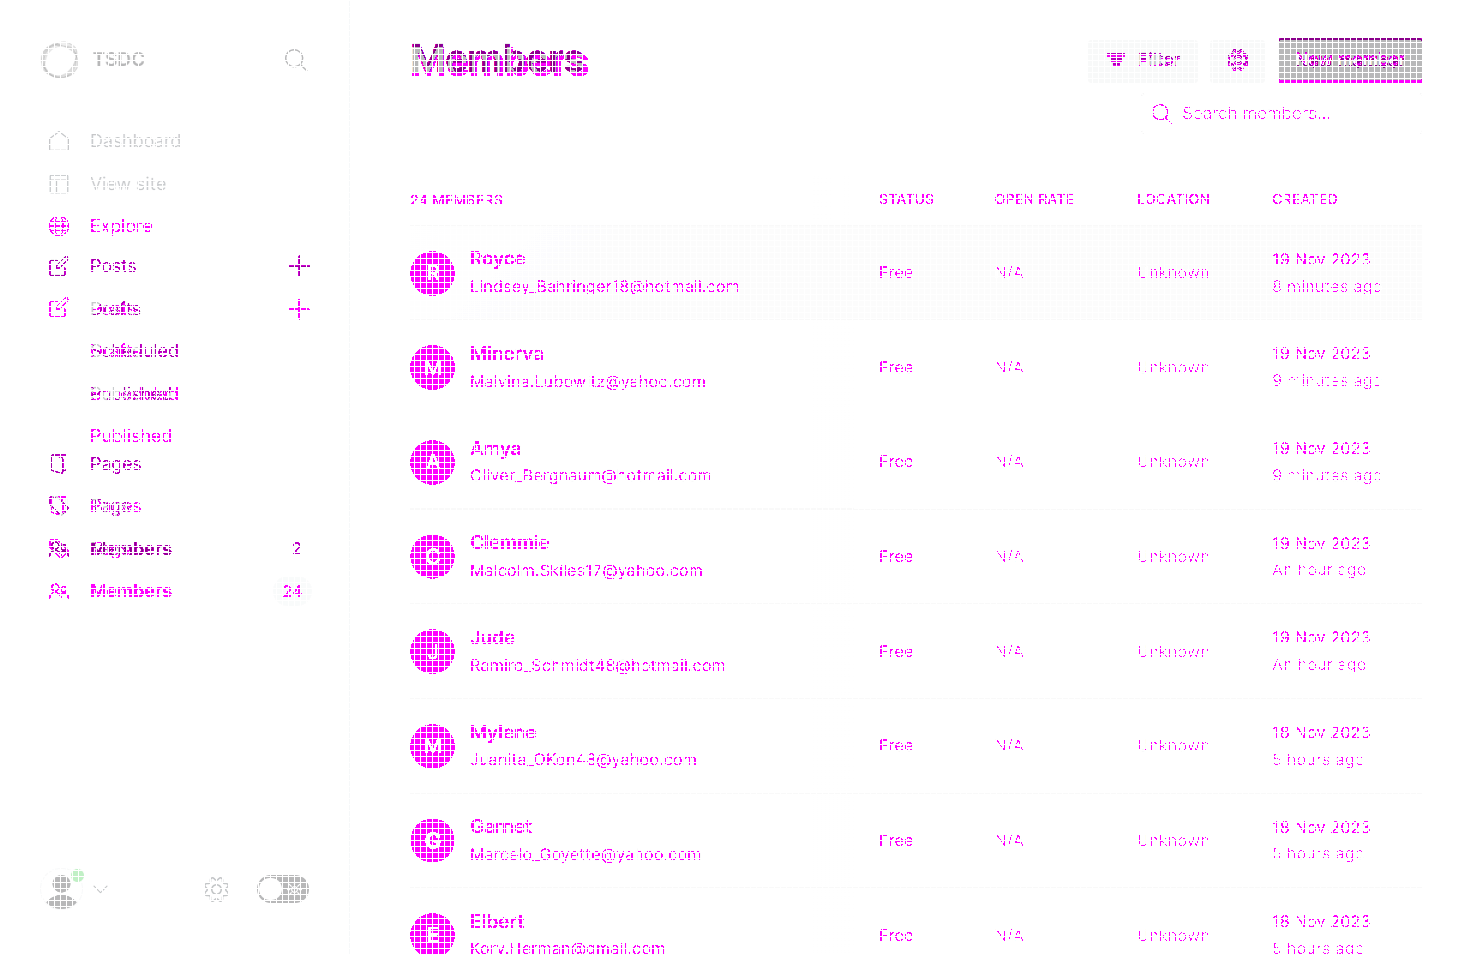 TSDC
Dashboard
View site
Explore
Posts
Published
Pages
Pages
Members 2
Members 24
Members
Filter
New member
Search members...
24 MEMBERS STATUS OPEN RATE LOCATION CREATED
R Royce Free N/A Unknown 19 Nov 2023
Lindsey_Bahringer18@hotmail.com 8 minutes ago
M Minerva Free N/A Unknown 19 Nov 2023
Malvina.Lubowitz@yahoo.com 9 minutes ago
A Amya Free N/A Unknown 19 Nov 2023
Oliver_Bergnaum@hotmail.com 9 minutes ago
C Clemmie Free N/A Unknown 19 Nov 2023
Malcolm.Skiles17@yahoo.com An hour ago
J Jude Free N/A Unknown 19 Nov 2023
Romiro_Schmidt48@hotmail.com An hour ago
M Mylene Free N/A Unknown 18 Nov 2023
Juanita_OKon48@yahoo.com 5 hours ago
G Garret Free N/A Unknown 18 Nov 2023
Marcelo_Goyette@yahoo.com 5 hours ago
E Elbert Free N/A Unknown 18 Nov 2023
Kory.Herman@gmail.com 5 hours ago